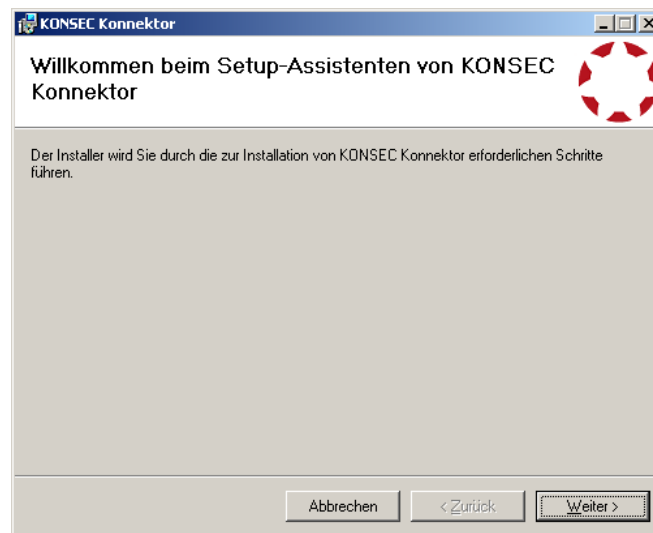 KONSEC Konnektor
Willkommen beim Setup-Assistenten von KONSEC
Konnektor
Der Installer wird Sie durch die zur Installation von KONSEC Konnektor erforderlichen Schritte
führen.
Abbrechen
< Zurück
Weiter >